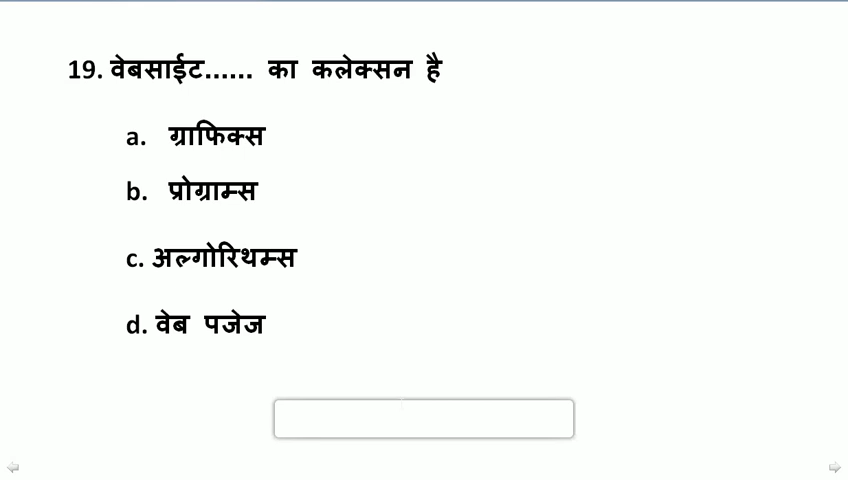 19. वेबसाईट...... का कलेक्सन है
a. ग्राफिक्स
b. प्रोग्राम्स
c. अल्गोरिथम्स
d. वेब पजेज